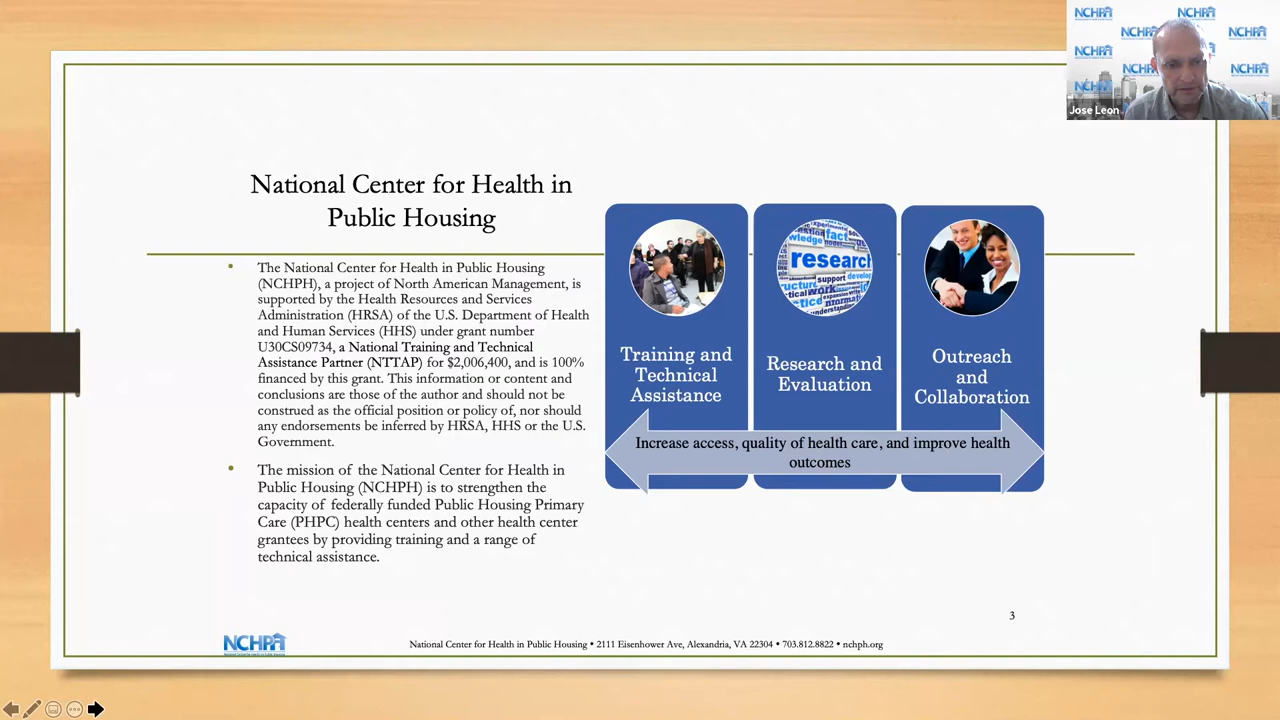 NCHPH
NCHPH
NCHPH
NCHPH
NCHPH
NCHPH
NCHPH
NCHPH
Jose Leon
National Center for Health in
Public Housing
The National Center for Health in Public Housing
(NCHPH), a project of North American Management, is
supported by the Health Resources and Services
Administration (HRSA) of the U.S. Department of Health
and Human Services (HHS) under grant number
U30CS09734, a National Training and Technical
Assistance Partner (NTTAP) for $2,006,400, and is 100%
financed by this grant. This information or content and
conclusions are those of the author and should not be
construed as the official position or policy of, nor should
any endorsements be inferred by HRSA, HHS or the U.S.
Government.
The mission of the National Center for Health in
Public Housing (NCHPH) is to strengthen the
capacity of federally funded Public Housing Primary
Care (PHPC) health centers and other health center
grantees by providing training and a range of
technical assistance.
Training and
Technical
Assistance
fact
research
support
work
understanding
Research and
Evaluation
Outreach
and
Collaboration
Increase access, quality of health care, and improve health
outcomes
3
NCHPH
National Center for Health in Public Housing • 2111 Eisenhower Ave, Alexandria, VA 22304 • 703.812.8822 • nchph.org